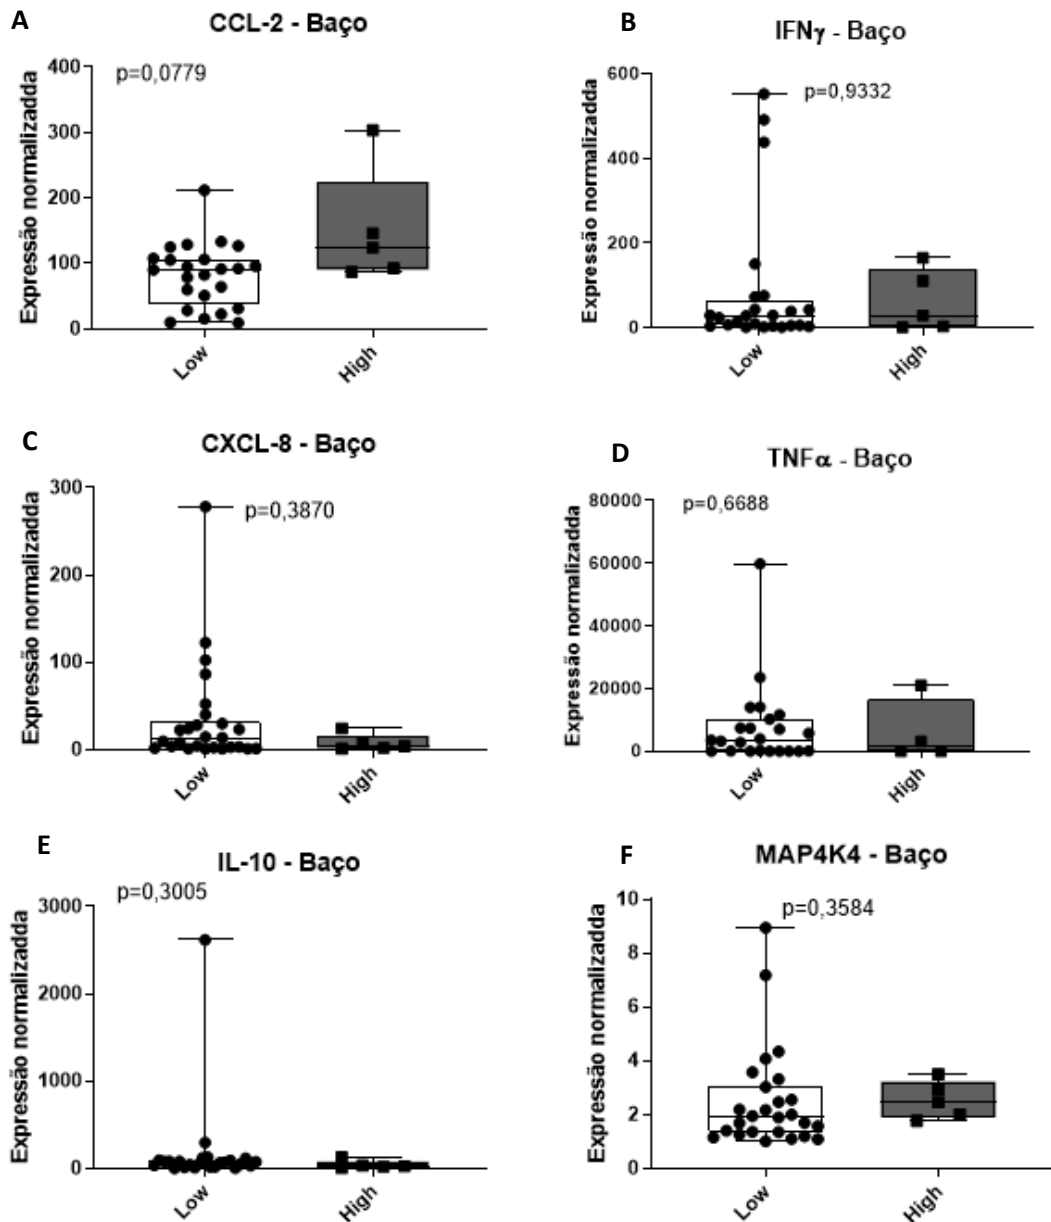 A
CCL-2 - Baço
p=0,0779
Expressão normalizadda
400
300
200
100
0
Low
High
B
IFNγ - Baço
p=0,9332
Expressão normalizadda
600
400
200
0
Low
High
C
CXCL-8 - Baço
p=0,3870
Expressão normalizadda
300
200
100
0
Low
High
D
TNFα - Baço
p=0,6688
Expressão normalizadda
80000
60000
40000
20000
0
Low
High
E
IL-10 - Baço
p=0,3005
Expressão normalizadda
3000
2000
1000
0
Low
High
F
MAP4K4 - Baço
p=0,3584
Expressão normalizadda
10
8
6
4
2
0
Low
High